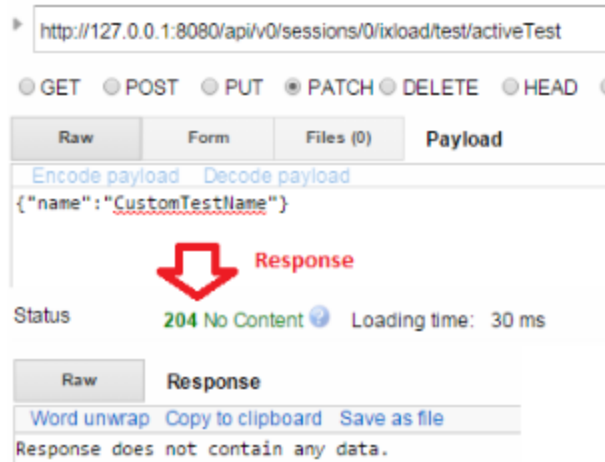 http://127.0.0.1:8080/api/v0/sessions/0/ixload/test/activeTest
GET POST PUT PATCH DELETE HEAD
Raw Form Files (0) Payload
Encode payload Decode payload
{"name":"CustomTestName"}
Response
Status 204 No Content ? Loading time: 30 ms
Raw Response
Word unwrap Copy to clipboard Save as file
Response does not contain any data.